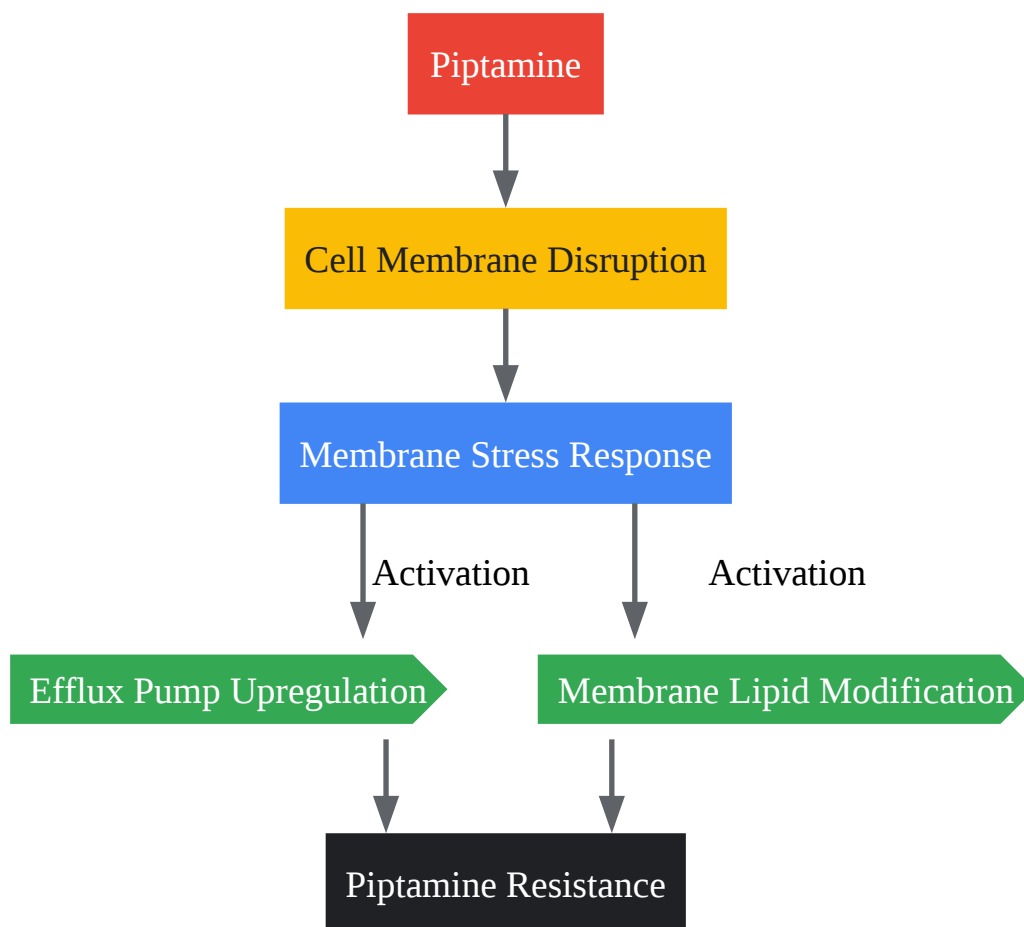 Piptamine
Cell Membrane Disruption
Membrane Stress Response
Activation
Activation
Efflux Pump Upregulation
Membrane Lipid Modification
Piptamine Resistance